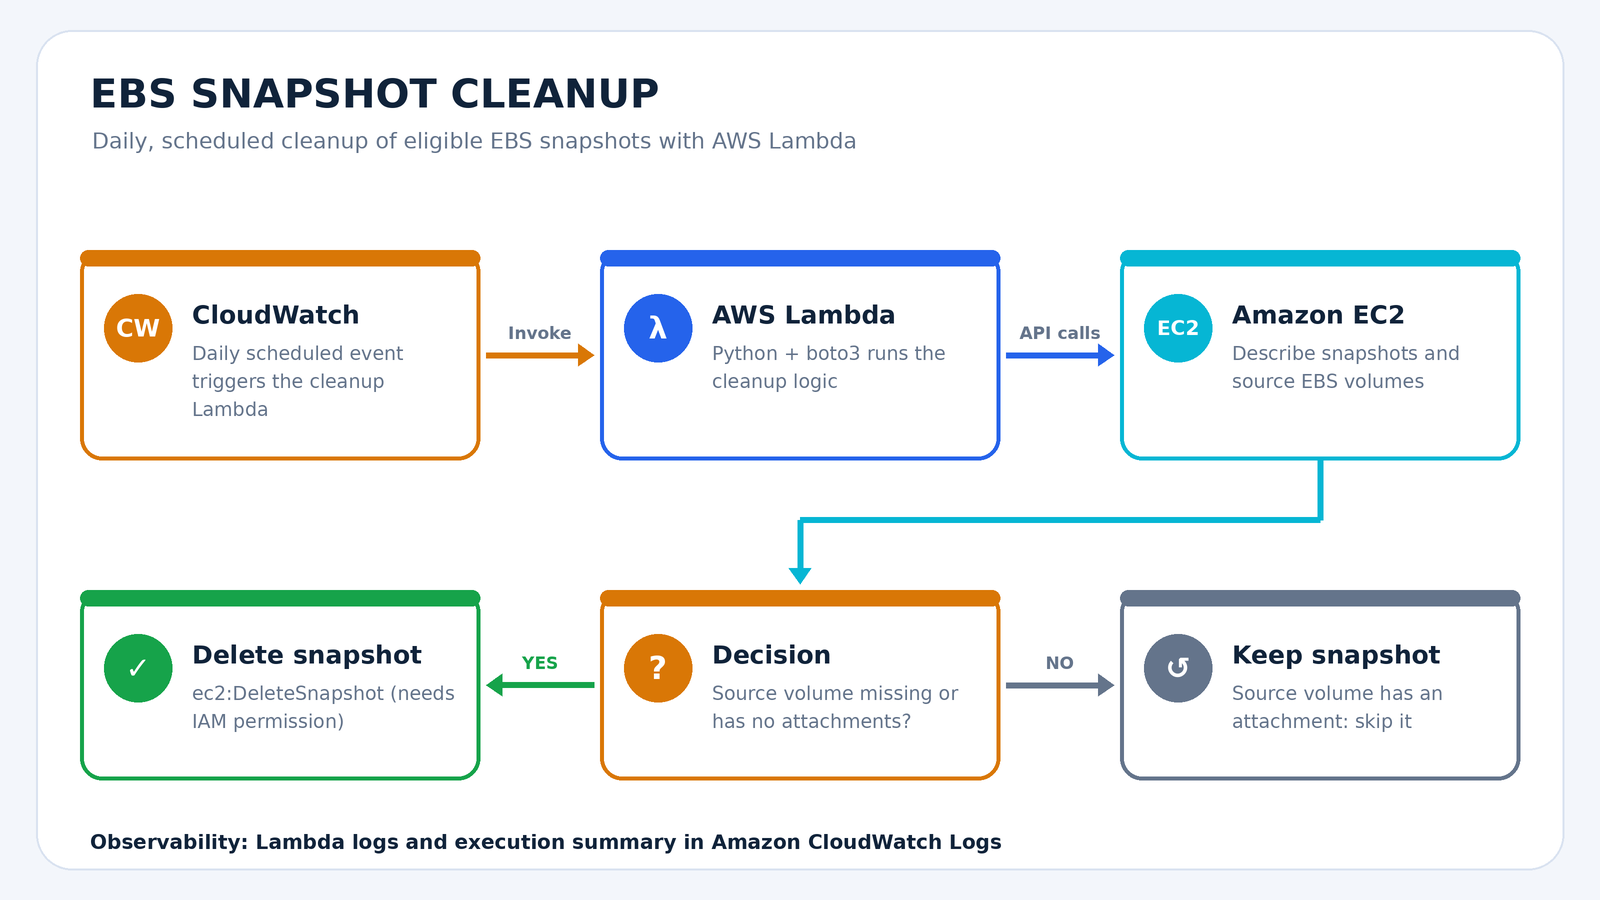 EBS SNAPSHOT CLEANUP
Daily, scheduled cleanup of eligible EBS snapshots with AWS Lambda
CW
CloudWatch
Daily scheduled event
triggers the cleanup
Lambda
Invoke
λ
AWS Lambda
Python + boto3 runs the
cleanup logic
API calls
EC2
Amazon EC2
Describe snapshots and
source EBS volumes
✓
Delete snapshot
ec2:DeleteSnapshot (needs
IAM permission)
YES
?
Decision
Source volume missing or
has no attachments?
NO
↺
Keep snapshot
Source volume has an
attachment: skip it
Observability: Lambda logs and execution summary in Amazon CloudWatch Logs